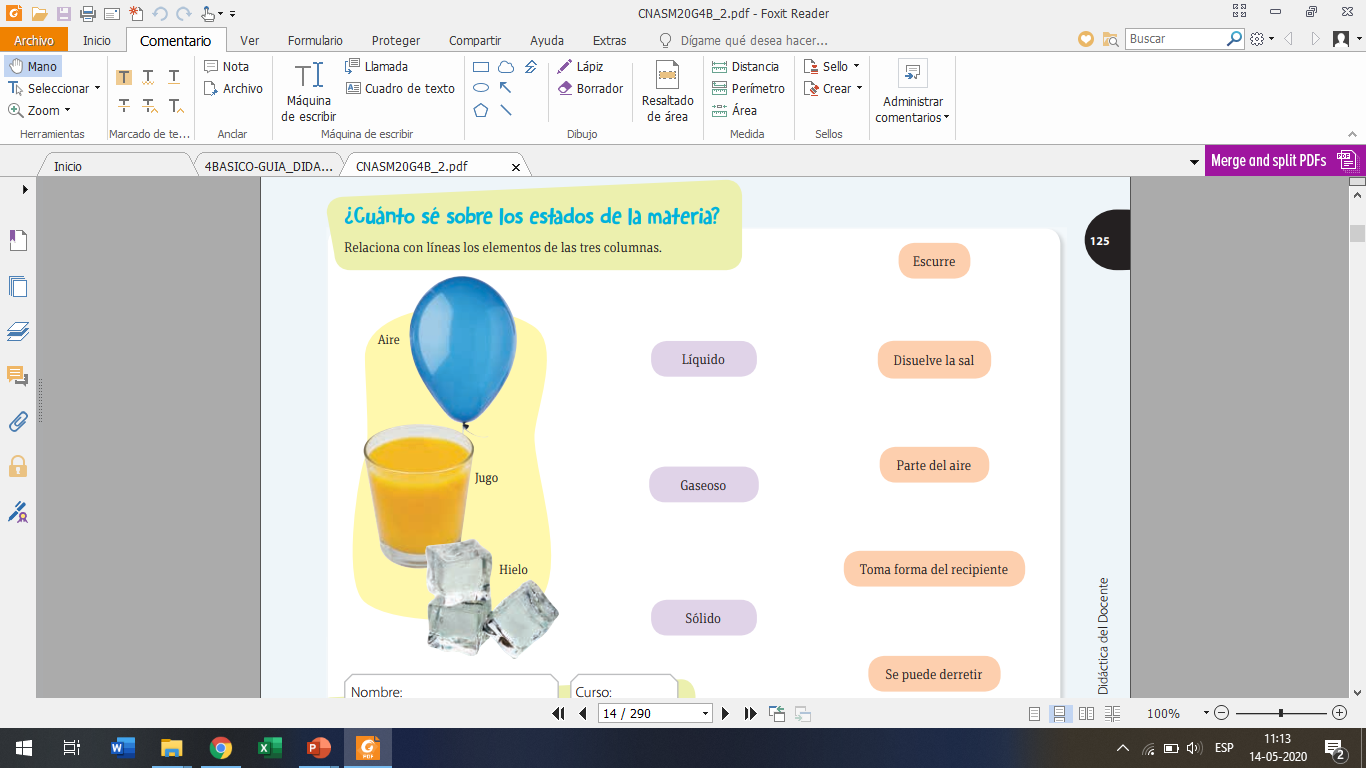 CNASM20G4B_2.pdf - Foxit Reader
Archivo
Inicio
Comentario
Ver
Formulario
Proteger
Compartir
Ayuda
Extras
Dígame qué desea hacer...
Buscar
Mano
Seleccionar
Zoom
Herramientas
T T T
T T T
Marcado de te...
Nota
Archivo
Anclar
T
Máquina
de escribir
Llamada
Cuadro de texto
Máquina de escribir
Lápiz
Borrador
Dibujo
Resaltado
de área
Distancia
Perímetro
Área
Medida
Sello
Crear
Sellos
Administrar
comentarios
Inicio
4BASICO-GUIA_DIDA...
CNASM20G4B_2.pdf
Merge and split PDFs
PDF
¿Cuánto sé sobre los estados de la materia?
Relaciona con líneas los elementos de las tres columnas.
125
Aire
Jugo
Hielo
Líquido
Gaseoso
Sólido
Escurre
Disuelve la sal
Parte del aire
Toma forma del recipiente
Se puede derretir
Didáctica del Docente
Nombre:
Curso:
14 / 290
100%
PDF
ESP
11:13
14-05-2020
2